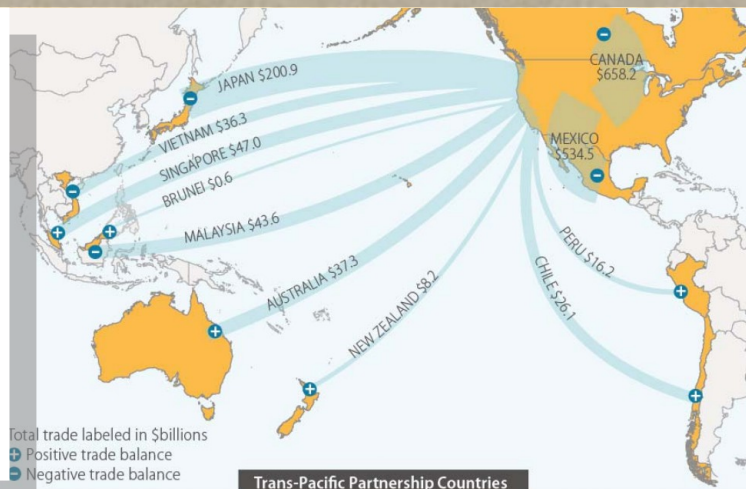 JAPAN $200.9
VIETNAM $36.3
SINGAPORE $47.0
BRUNEI $0.6
MALAYSIA $43.6
AUSTRALIA $37.3
NEW ZEALAND $8.2
CANADA
$658.2
MEXICO
$534.5
PERU $16.2
CHILE $26.1
Total trade labeled in $billions
+ Positive trade balance
− Negative trade balance
Trans-Pacific Partnership Countries